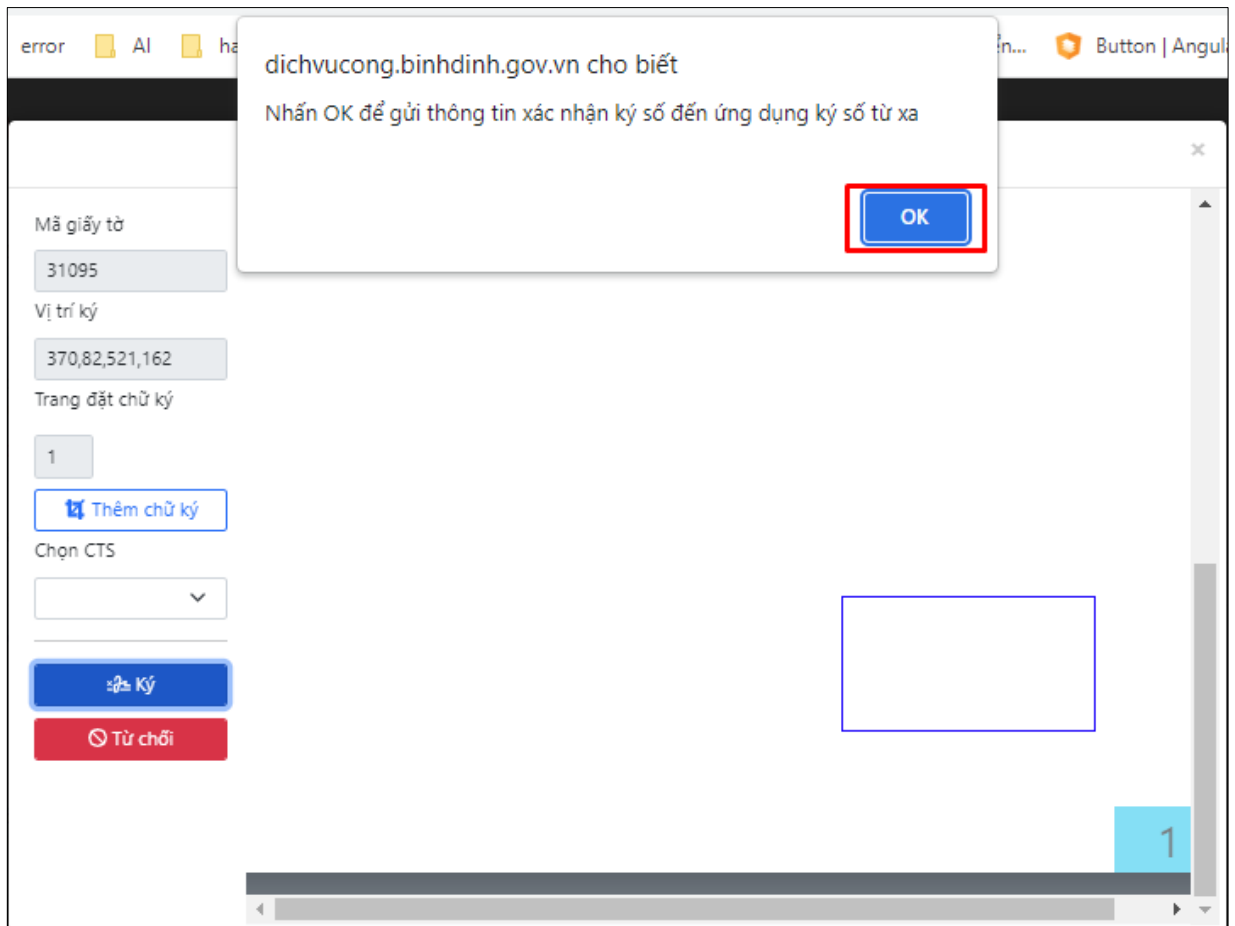 error AI ha
ển... Button | Angul
dichvucong.binhdinh.gov.vn cho biết
Nhấn OK để gửi thông tin xác nhận ký số đến ứng dụng ký số từ xa
OK
×
Mã giấy tờ
31095
Vị trí ký
370,82,521,162
Trang đặt chữ ký
1
Thêm chữ ký
Chọn CTS
Ký
Từ chối
1